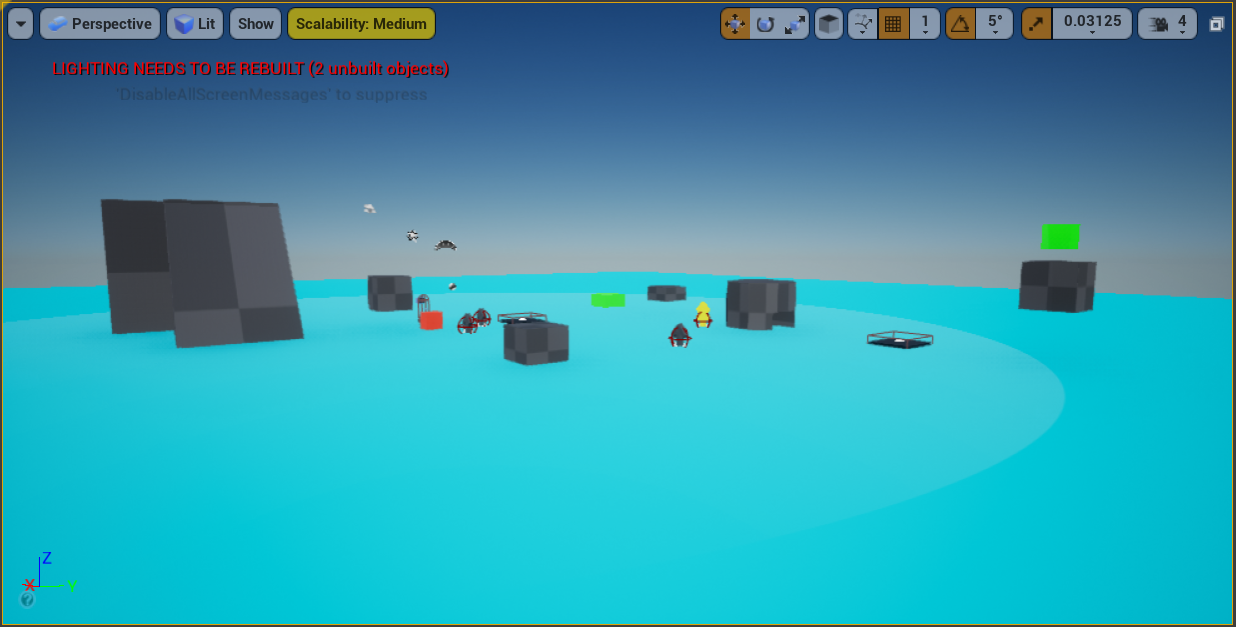 Perspective Lit Show Scalability: Medium 1 5° 0.03125 4
LIGHTING NEEDS TO BE REBUILT (2 unbuilt objects)
'DisableAllScreenMessages' to suppress
Z
X Y
?